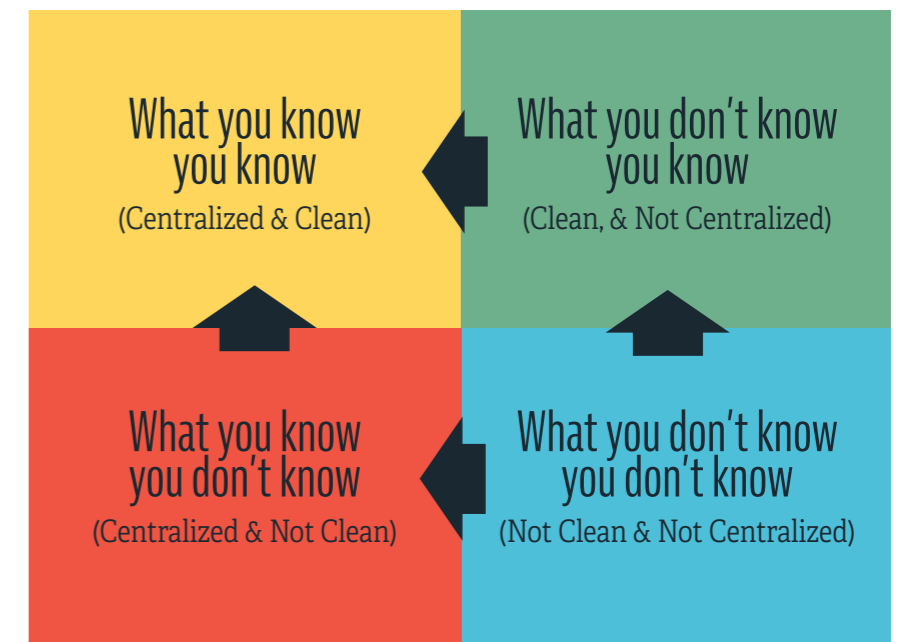 What you know
you know
(Centralized & Clean)
What you don't know
you know
(Clean, & Not Centralized)
What you know
you don't know
(Centralized & Not Clean)
What you don't know
you don't know
(Not Clean & Not Centralized)